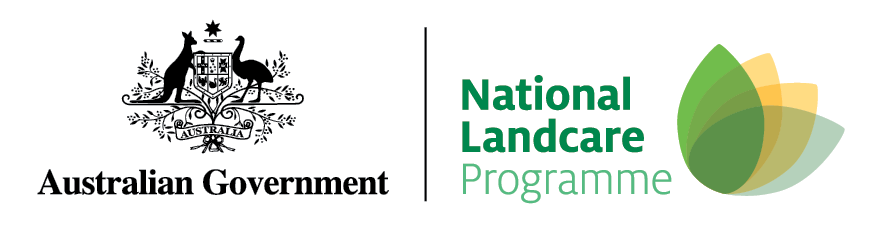 AUSTRALIA
Australian Government
National
Landcare
Programme